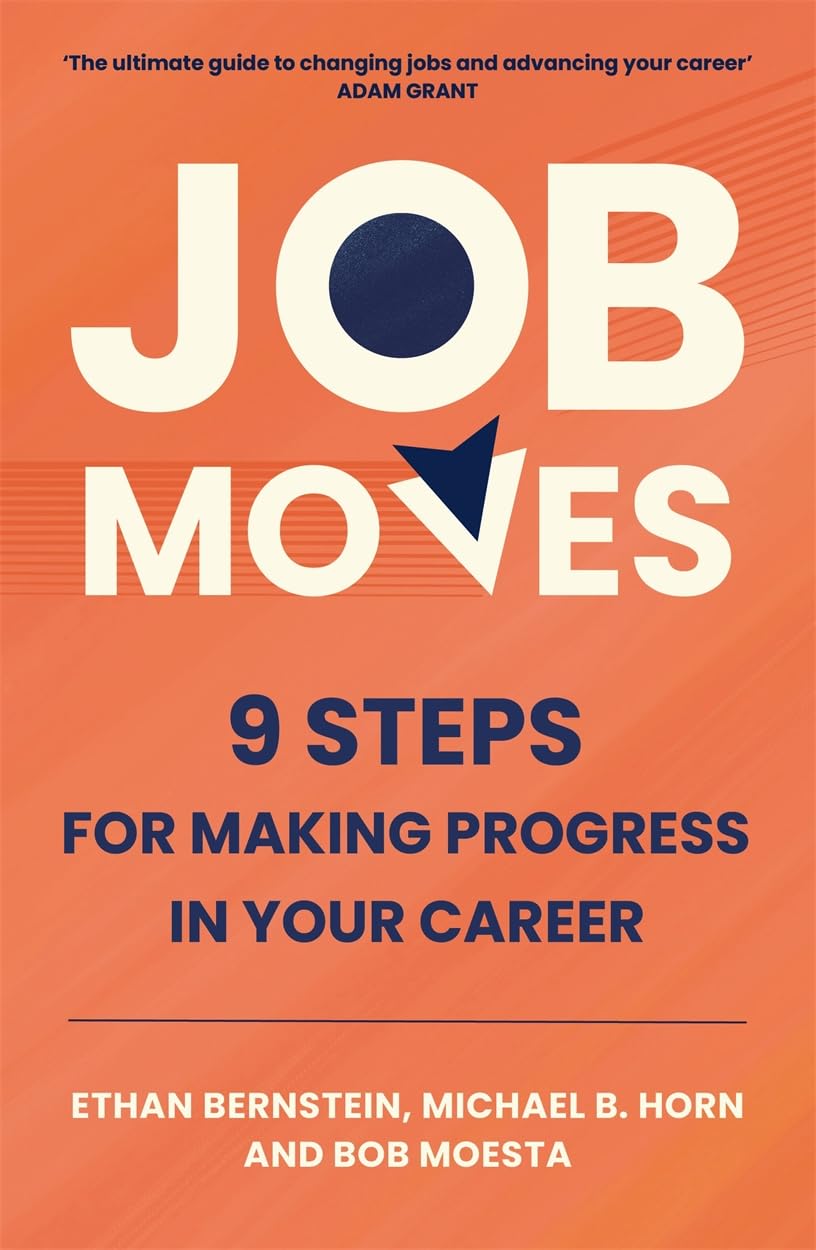 ‘The ultimate guide to changing jobs and advancing your career’
ADAM GRANT
JOB
MOVES
9 STEPS
FOR MAKING PROGRESS
IN YOUR CAREER
ETHAN BERNSTEIN, MICHAEL B. HORN
AND BOB MOESTA